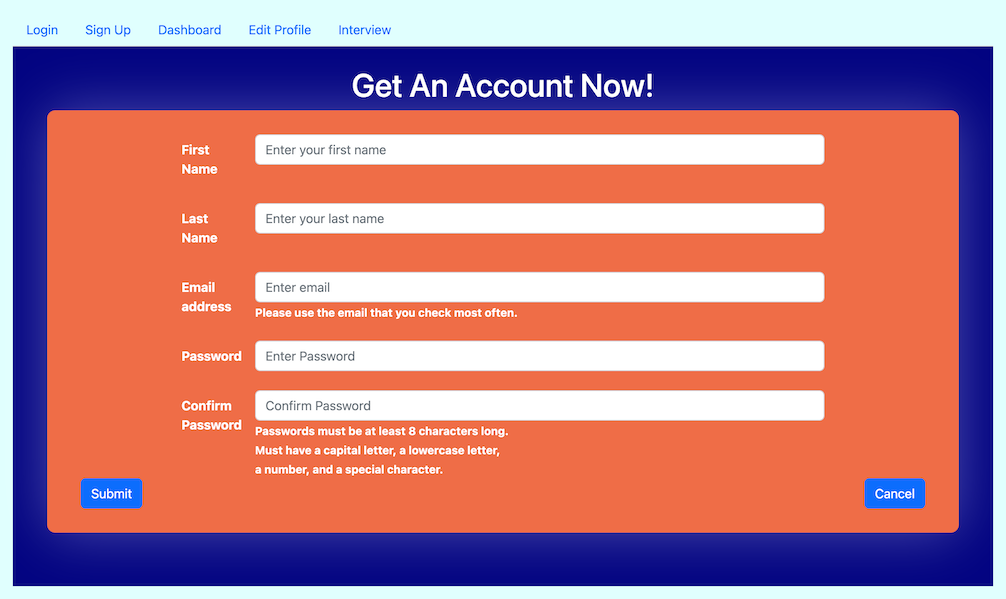 Login Sign Up Dashboard Edit Profile Interview
Get An Account Now!
First
Name
Enter your first name
Last
Name
Enter your last name
Email
address
Enter email
Please use the email that you check most often.
Password
Enter Password
Confirm
Password
Confirm Password
Passwords must be at least 8 characters long.
Must have a capital letter, a lowercase letter,
a number, and a special character.
Submit
Cancel